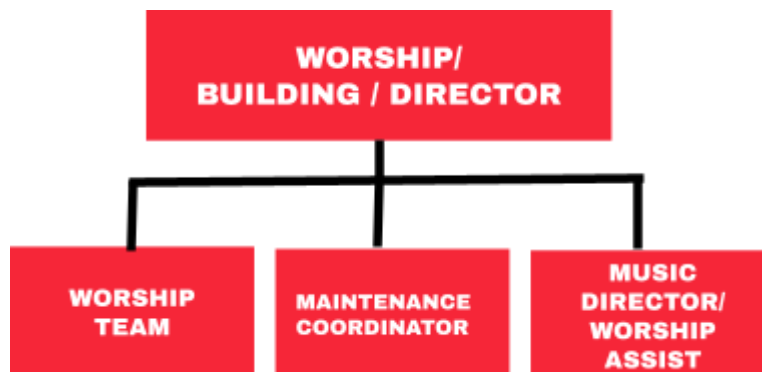 WORSHIP/
BUILDING / DIRECTOR
WORSHIP
TEAM
MAINTENANCE
COORDINATOR
MUSIC
DIRECTOR/
WORSHIP
ASSIST